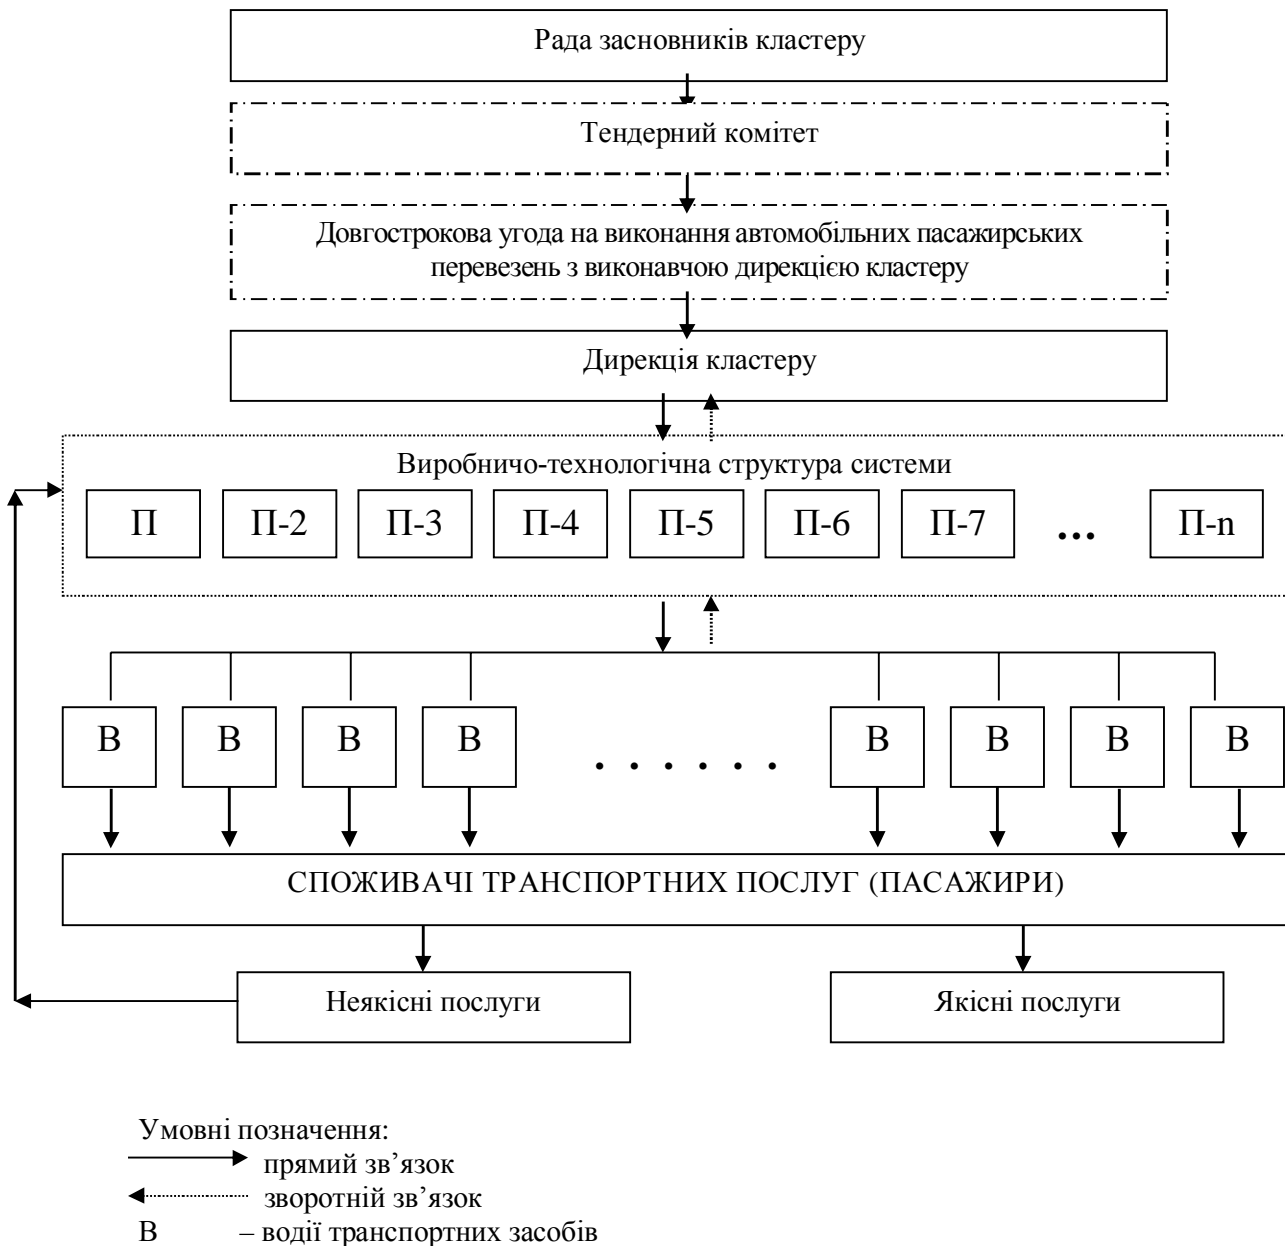 Рада засновників кластеру
Тендерний комітет
Довгострокова угода на виконання автомобільних пасажирських
перевезень з виконавчою дирекцією кластеру
Дирекція кластеру
Виробничо-технологічна структура системи
П П-2 П-3 П-4 П-5 П-6 П-7 ... П-n
В В В В . . . . . . В В В В
СПОЖИВАЧІ ТРАНСПОРТНИХ ПОСЛУГ (ПАСАЖИРИ)
Неякісні послуги Якісні послуги
Умовні позначення:
прямий зв’язок
зворотній зв’язок
В – водії транспортних засобів